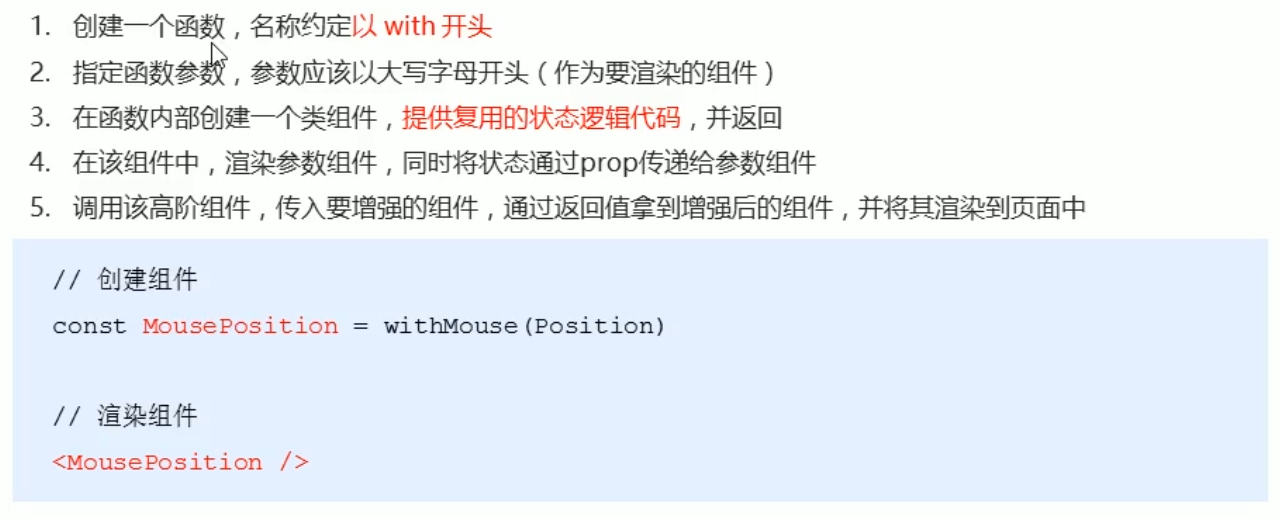 1. 创建一个函数，名称约定以 with 开头
2. 指定函数参数，参数应该以大写字母开头（作为要渲染的组件）
3. 在函数内部创建一个类组件，提供复用的状态逻辑代码，并返回
4. 在该组件中，渲染参数组件，同时将状态通过prop传递给参数组件
5. 调用该高阶组件，传入要增强的组件，通过返回值拿到增强后的组件，并将其渲染到页面中
// 创建组件
const MousePosition = withMouse(Position)
// 渲染组件
<MousePosition />